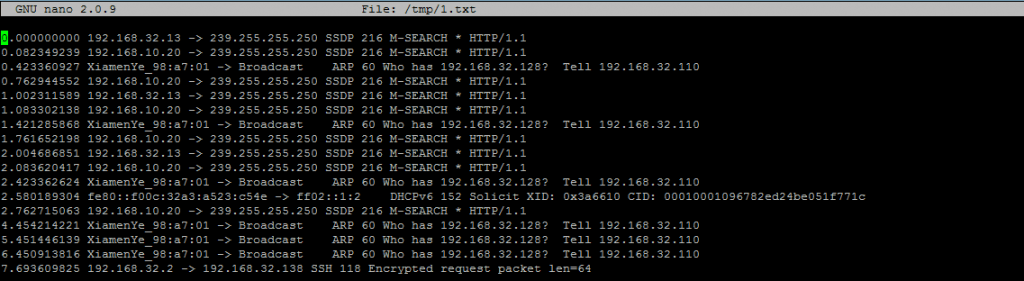 GNU nano 2.0.9 File: /tmp/1.txt
0.000000000 192.168.32.13 -> 239.255.255.250 SSDP 216 M-SEARCH * HTTP/1.1
0.082349239 192.168.10.20 -> 239.255.255.250 SSDP 216 M-SEARCH * HTTP/1.1
0.423360927 XiamenYe_98:a7:01 -> Broadcast ARP 60 Who has 192.168.32.128? Tell 192.168.32.110
0.762944552 192.168.10.20 -> 239.255.255.250 SSDP 216 M-SEARCH * HTTP/1.1
1.002311589 192.168.32.13 -> 239.255.255.250 SSDP 216 M-SEARCH * HTTP/1.1
1.083302138 192.168.10.20 -> 239.255.255.250 SSDP 216 M-SEARCH * HTTP/1.1
1.421285868 XiamenYe_98:a7:01 -> Broadcast ARP 60 Who has 192.168.32.128? Tell 192.168.32.110
1.761652198 192.168.10.20 -> 239.255.255.250 SSDP 216 M-SEARCH * HTTP/1.1
2.004686851 192.168.32.13 -> 239.255.255.250 SSDP 216 M-SEARCH * HTTP/1.1
2.083620417 192.168.10.20 -> 239.255.255.250 SSDP 216 M-SEARCH * HTTP/1.1
2.423362624 XiamenYe_98:a7:01 -> Broadcast ARP 60 Who has 192.168.32.128? Tell 192.168.32.110
2.580189304 fe80::f00c:32a3:a523:c54e -> ff02::1:2 DHCPv6 152 Solicit XID: 0x3a6610 CID: 00010001096782ed24be051f771c
2.762715063 192.168.10.20 -> 239.255.255.250 SSDP 216 M-SEARCH * HTTP/1.1
4.454214221 XiamenYe_98:a7:01 -> Broadcast ARP 60 Who has 192.168.32.128? Tell 192.168.32.110
5.451446139 XiamenYe_98:a7:01 -> Broadcast ARP 60 Who has 192.168.32.128? Tell 192.168.32.110
6.450913816 XiamenYe_98:a7:01 -> Broadcast ARP 60 Who has 192.168.32.128? Tell 192.168.32.110
7.693609825 192.168.32.2 -> 192.168.32.138 SSH 118 Encrypted request packet len=64